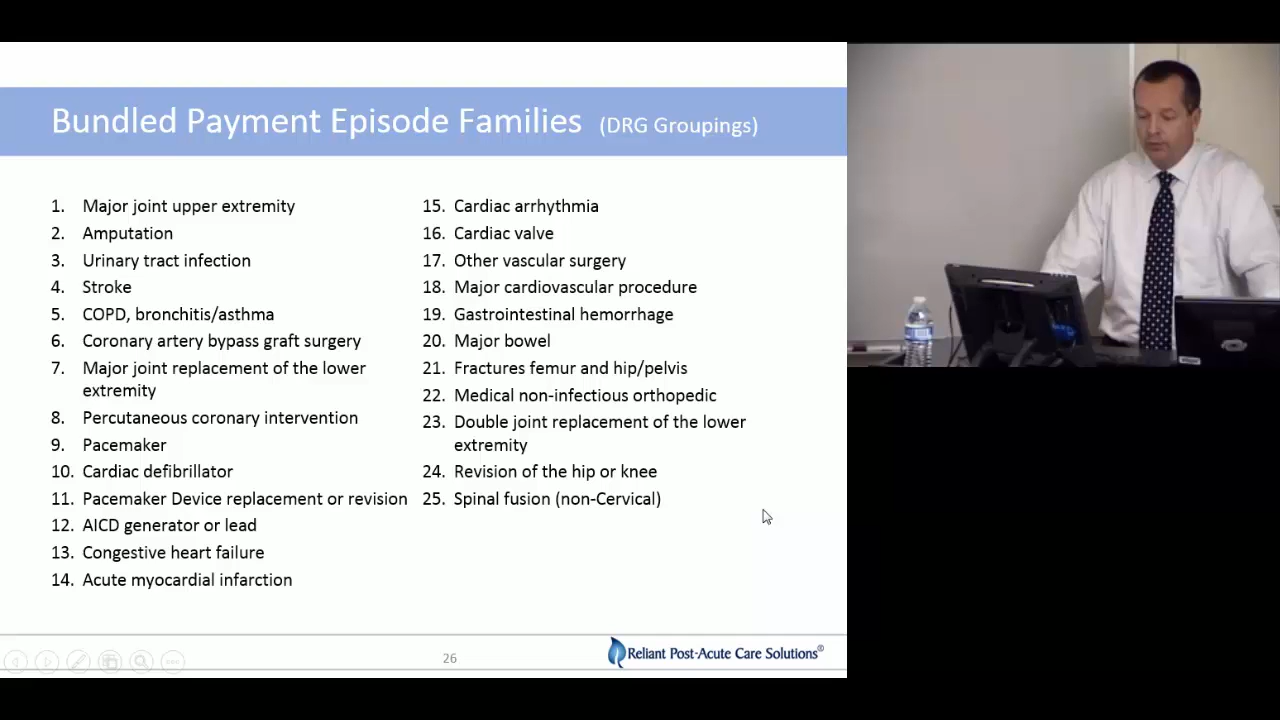 Bundled Payment Episode Families (DRG Groupings)
1. Major joint upper extremity
2. Amputation
3. Urinary tract infection
4. Stroke
5. COPD, bronchitis/asthma
6. Coronary artery bypass graft surgery
7. Major joint replacement of the lower
extremity
8. Percutaneous coronary intervention
9. Pacemaker
10. Cardiac defibrillator
11. Pacemaker Device replacement or revision
12. AICD generator or lead
13. Congestive heart failure
14. Acute myocardial infarction
15. Cardiac arrhythmia
16. Cardiac valve
17. Other vascular surgery
18. Major cardiovascular procedure
19. Gastrointestinal hemorrhage
20. Major bowel
21. Fractures femur and hip/pelvis
22. Medical non-infectious orthopedic
23. Double joint replacement of the lower
extremity
24. Revision of the hip or knee
25. Spinal fusion (non-Cervical)
26
Reliant Post-Acute Care Solutions®